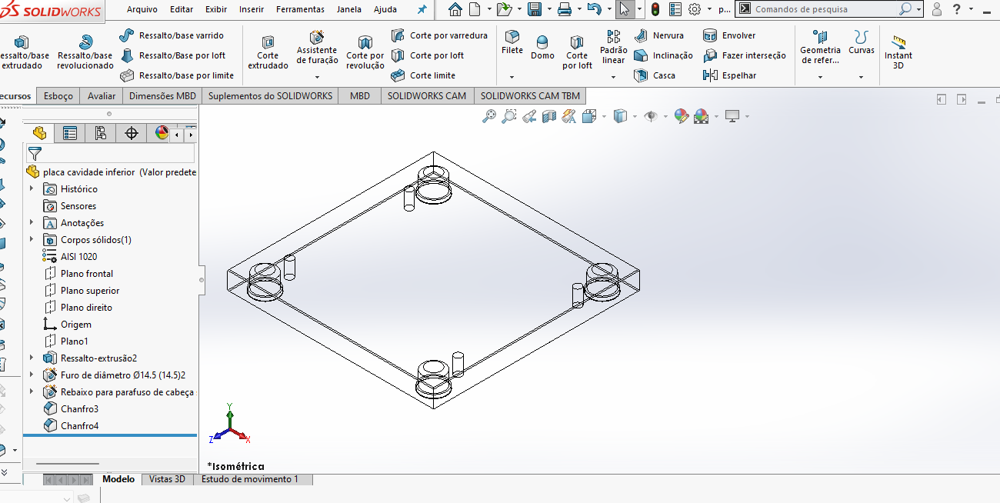 SOLIDWORKS
Arquivo Editar Exibir Inserir Ferramentas Janela Ajuda
p...
Comandos de pesquisa
?
essalto/base extrudado
Ressalto/base revolucionado
Ressalto/base varrido
Ressalto/Base por loft
Ressalto/base por limite
Corte extrudado
Assistente de furação
Corte por revolução
Corte por varredura
Corte por loft
Corte limite
Filete
Domo
Corte por loft
Padrão linear
Nervura
Inclinação
Casca
Envolver
Fazer interseção
Espelhar
Geometria de refer...
Curvas
Instant 3D
ecursos
Esboço
Avaliar
Dimensões MBD
Suplementos do SOLIDWORKS
MBD
SOLIDWORKS CAM
SOLIDWORKS CAM TBM
placa cavidade inferior (Valor predete
Histórico
Sensores
Anotações
Corpos sólidos(1)
AISI 1020
Plano frontal
Plano superior
Plano direito
Origem
Plano1
Ressalto-extrusão2
Furo de diâmetro Ø14.5 (14.5)2
Rebaixo para parafuso de cabeça
Chanfro3
Chanfro4
Y
Z
X
*Isométrica
Modelo
Vistas 3D
Estudo de movimento 1